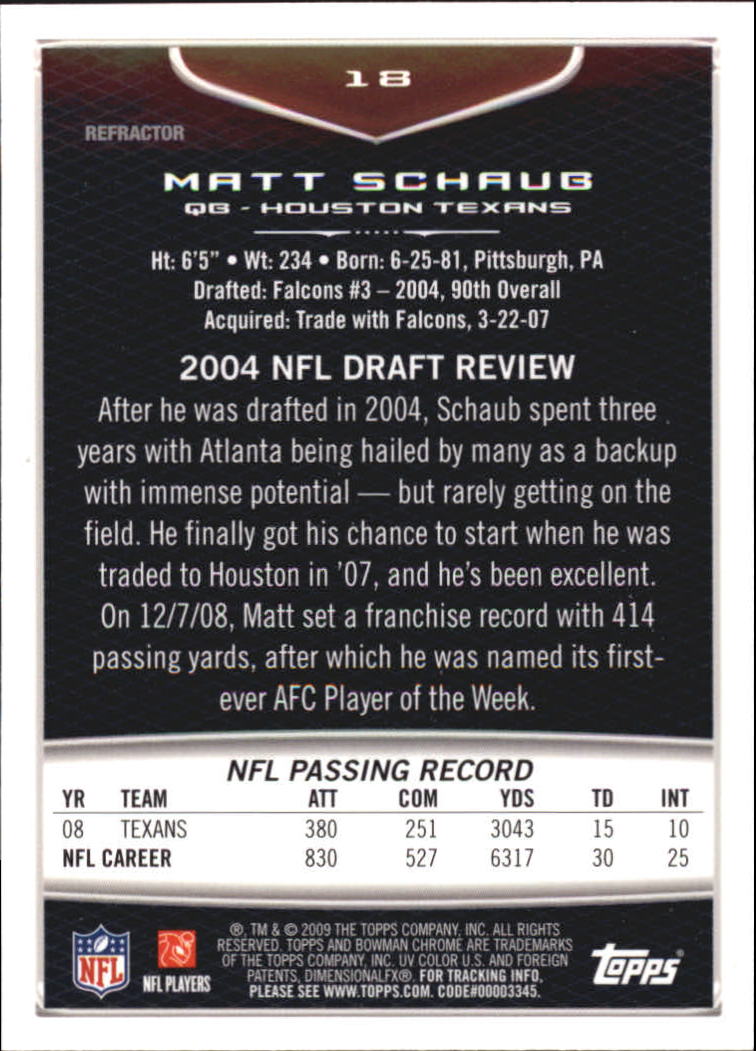 18
REFRACTOR
MATT SCHAUB
QB - HOUSTON TEXANS
Ht: 6'5" • Wt: 234 • Born: 6-25-81, Pittsburgh, PA
Drafted: Falcons #3 – 2004, 90th Overall
Acquired: Trade with Falcons, 3-22-07
2004 NFL DRAFT REVIEW
After he was drafted in 2004, Schaub spent three
years with Atlanta being hailed by many as a backup
with immense potential — but rarely getting on the
field. He finally got his chance to start when he was
traded to Houston in '07, and he's been excellent.
On 12/7/08, Matt set a franchise record with 414
passing yards, after which he was named its first-
ever AFC Player of the Week.
NFL PASSING RECORD
YR TEAM ATT COM YDS TD INT
08 TEXANS 380 251 3043 15 10
NFL CAREER 830 527 6317 30 25
®, TM & © 2009 THE TOPPS COMPANY, INC. ALL RIGHTS
RESERVED. TOPPS AND BOWMAN CHROME ARE TRADEMARKS
OF THE TOPPS COMPANY, INC. UV COLOR U.S. AND FOREIGN
PATENTS, DIMENSIONALFX®. FOR TRACKING INFO,
PLEASE SEE WWW.TOPPS.COM. CODE#00003345.
NFL
NFL PLAYERS
TOPPS®